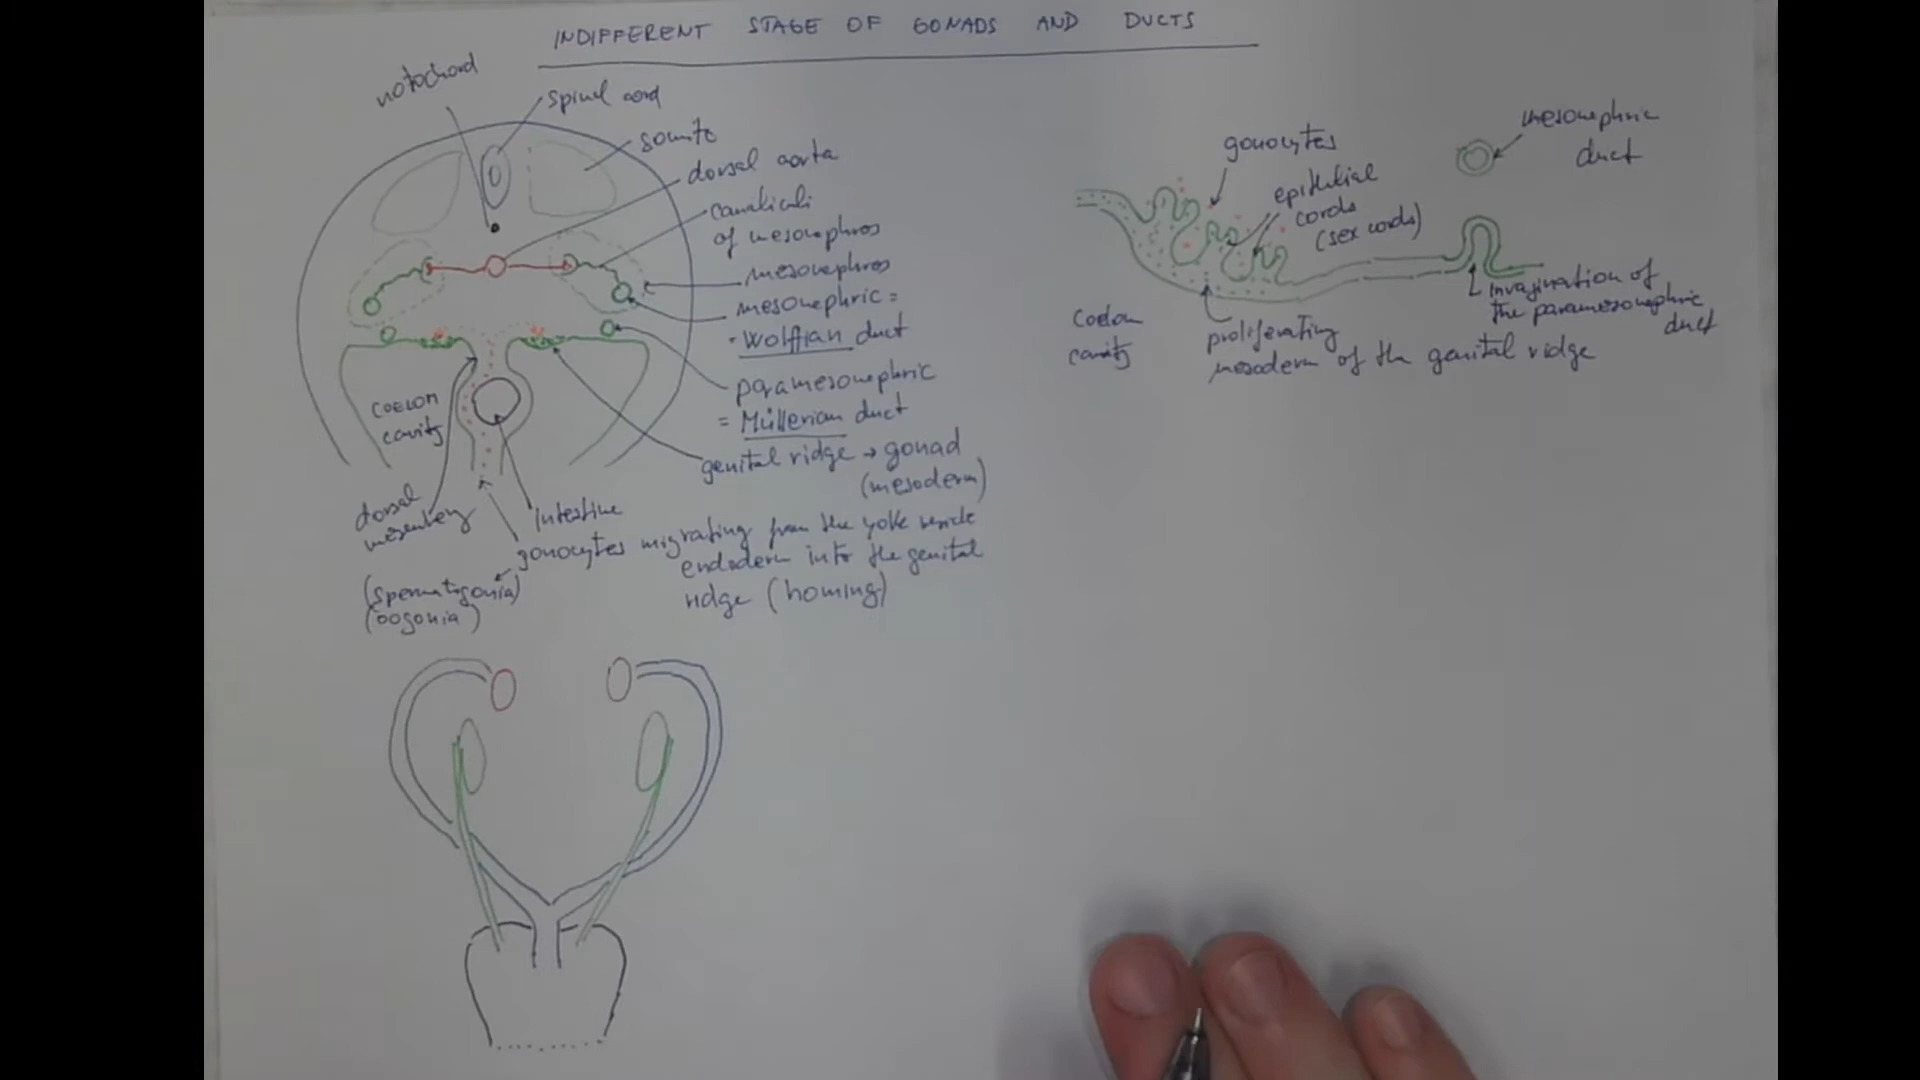 INDIFFERENT STAGE OF GONADS AND DUCTS
notochord
spinal cord
somite
dorsal aorta
canaliculi
of mesonephros
mesonephros
mesonephric =
= Wolffian duct
paramesonephric
= Müllerian duct
genital ridge → gonad
(mesoderm)
coelom
cavity
dorsal
mesentery
Intestine
gonocytes migrating from the yolk vesicle
endoderm into the genital
ridge (homing)
(spermatogonia)
(oogonia)
gonocytes
epithelial
cords
(sex cords)
mesonephric
duct
Invagination of
the paramesonephric
duct
Coelom
cavity
proliferating
mesoderm of the genital ridge